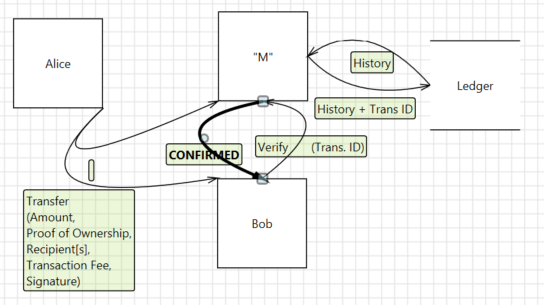 Alice
"M"
History
Ledger
History + Trans ID
CONFIRMED
Verify (Trans. ID)
Transfer
(Amount,
Proof of Ownership,
Recipient[s],
Transaction Fee,
Signature)
Bob